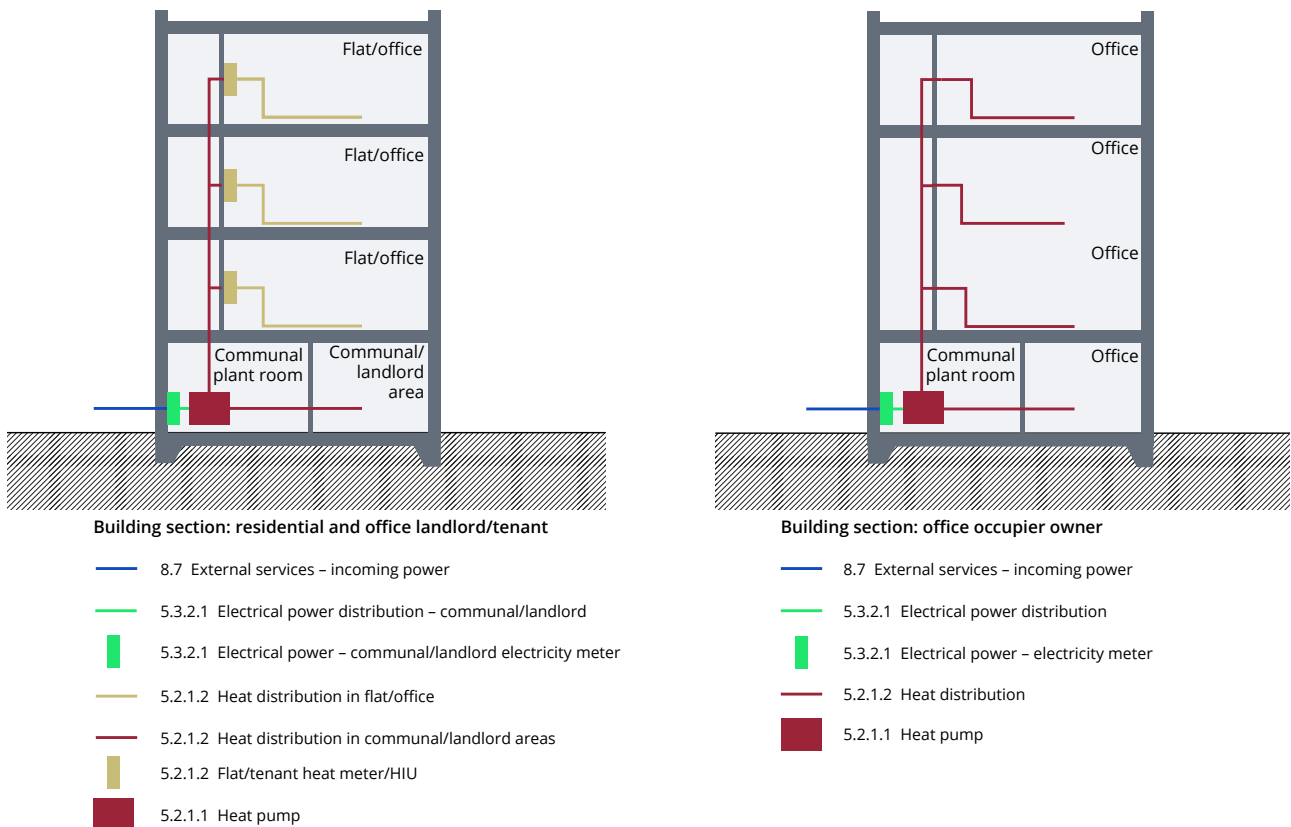 Flat/office
Flat/office
Flat/office
Communal
plant room
Communal/
landlord
area
Building section: residential and office landlord/tenant
8.7 External services – incoming power
5.3.2.1 Electrical power distribution – communal/landlord
5.3.2.1 Electrical power – communal/landlord electricity meter
5.2.1.2 Heat distribution in flat/office
5.2.1.2 Heat distribution in communal/landlord areas
5.2.1.2 Flat/tenant heat meter/HIU
5.2.1.1 Heat pump
Office
Office
Office
Communal
plant room
Office
Building section: office occupier owner
8.7 External services – incoming power
5.3.2.1 Electrical power distribution
5.3.2.1 Electrical power – electricity meter
5.2.1.2 Heat distribution
5.2.1.1 Heat pump